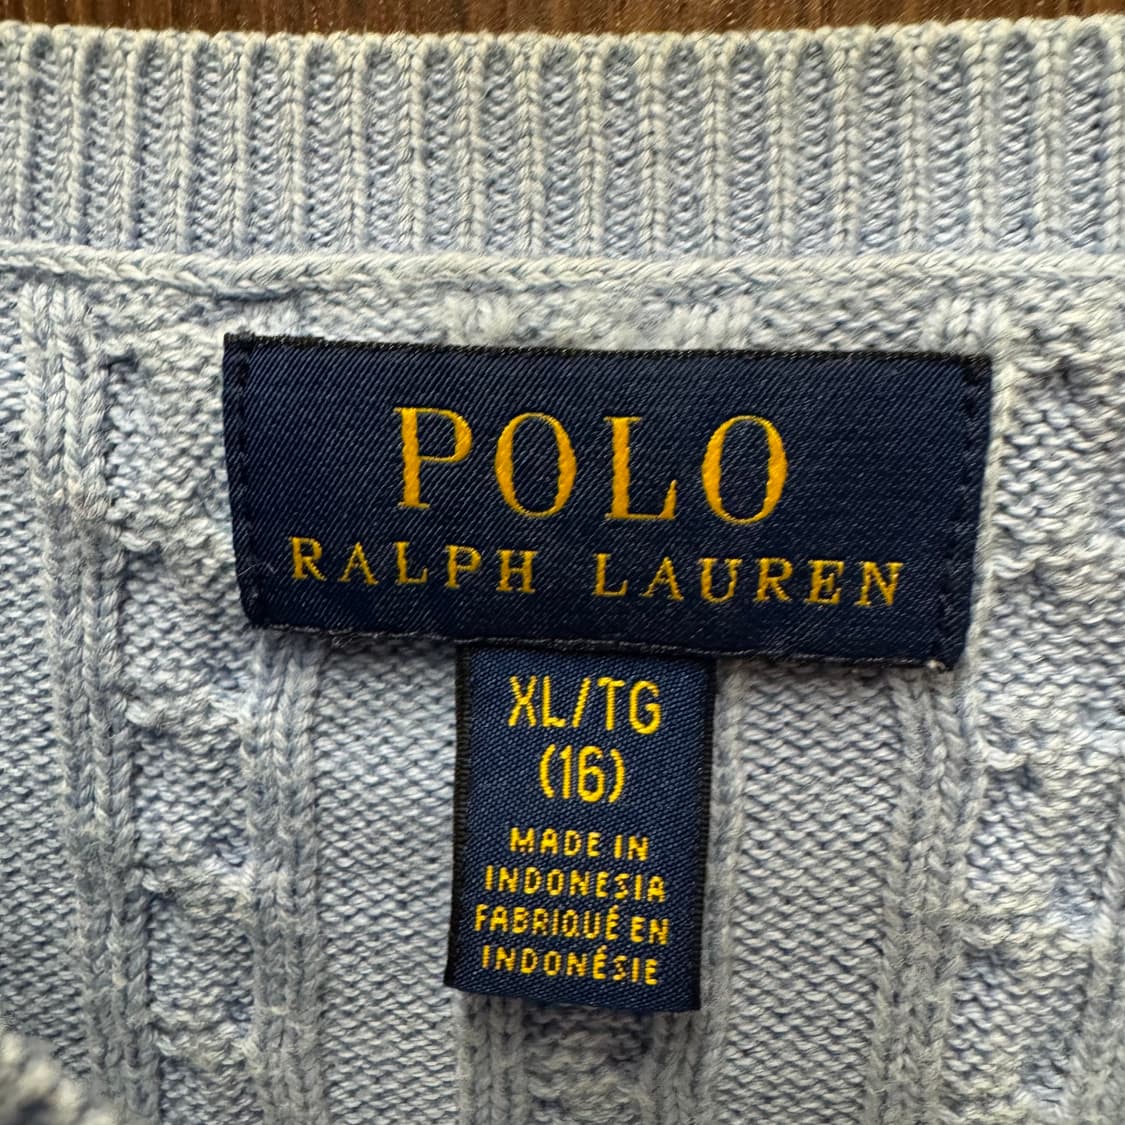 POLO
RALPH LAUREN
XL/TG
(16)
MADE IN
INDONESIA
FABRIQUÉ EN
INDONÉSIE